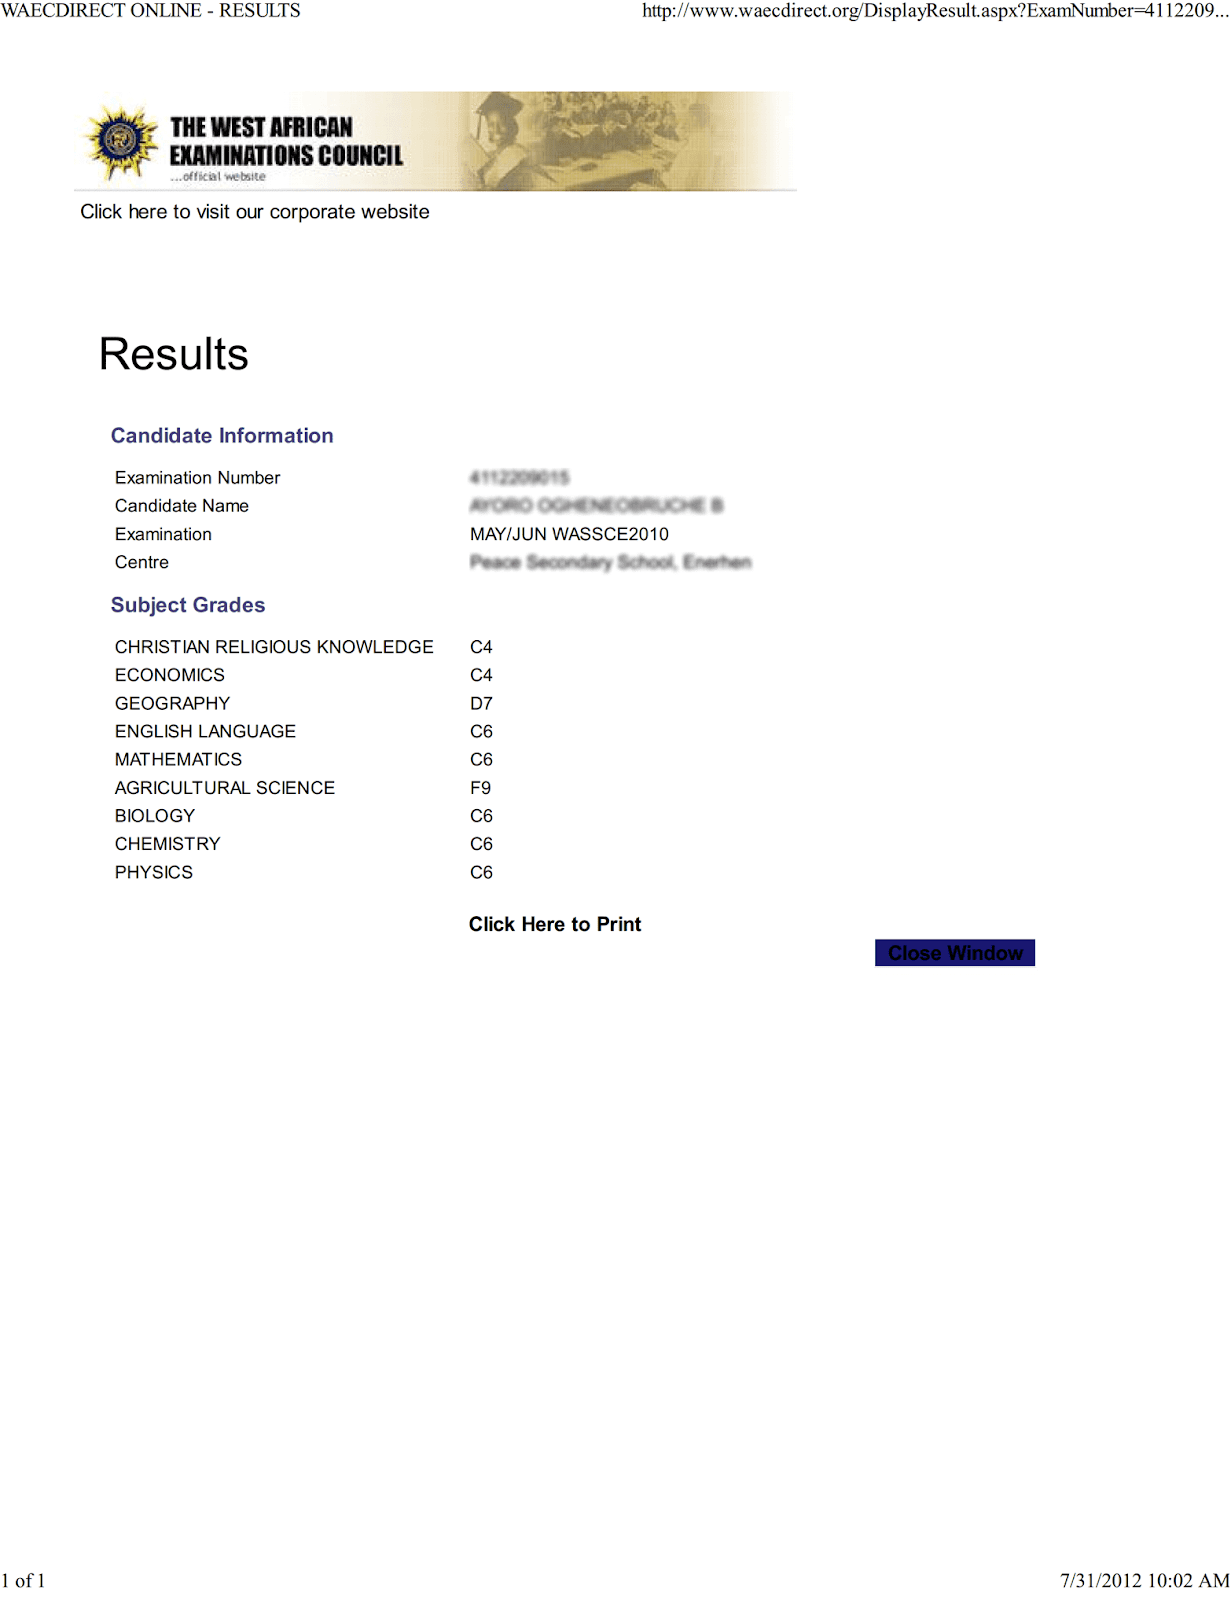 WAECDIRECT ONLINE - RESULTS http://www.waecdirect.org/DisplayResult.aspx?ExamNumber=4112209...
THE WEST AFRICAN
EXAMINATIONS COUNCIL
...official website
Click here to visit our corporate website
Results
Candidate Information
Examination Number
Candidate Name
Examination MAY/JUN WASSCE2010
Centre
Subject Grades
CHRISTIAN RELIGIOUS KNOWLEDGE C4
ECONOMICS C4
GEOGRAPHY D7
ENGLISH LANGUAGE C6
MATHEMATICS C6
AGRICULTURAL SCIENCE F9
BIOLOGY C6
CHEMISTRY C6
PHYSICS C6
Click Here to Print
Close Window
1 of 1 7/31/2012 10:02 AM